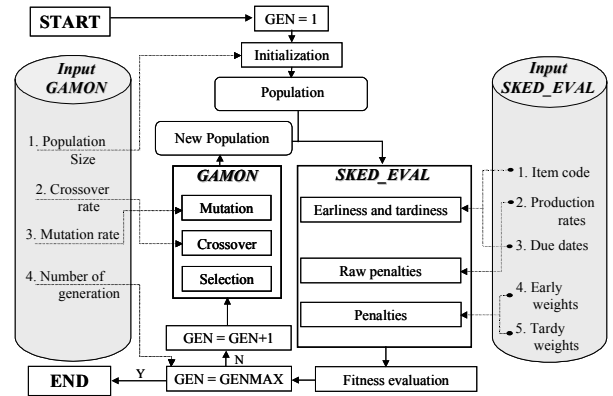 START
GEN = 1
Input
GAMON
Initialization
Input
SKED_EVAL
Population
1. Population
Size
New Population
GAMON
SKED_EVAL
1. Item code
2. Crossover
rate
Mutation
Earliness and tardiness
2. Production
rates
3. Mutation rate
Crossover
3. Due dates
4. Number of
generation
Selection
Raw penalties
4. Early
weights
Penalties
5. Tardy
weights
GEN = GEN+1
N
END
Y
GEN = GENMAX
Fitness evaluation